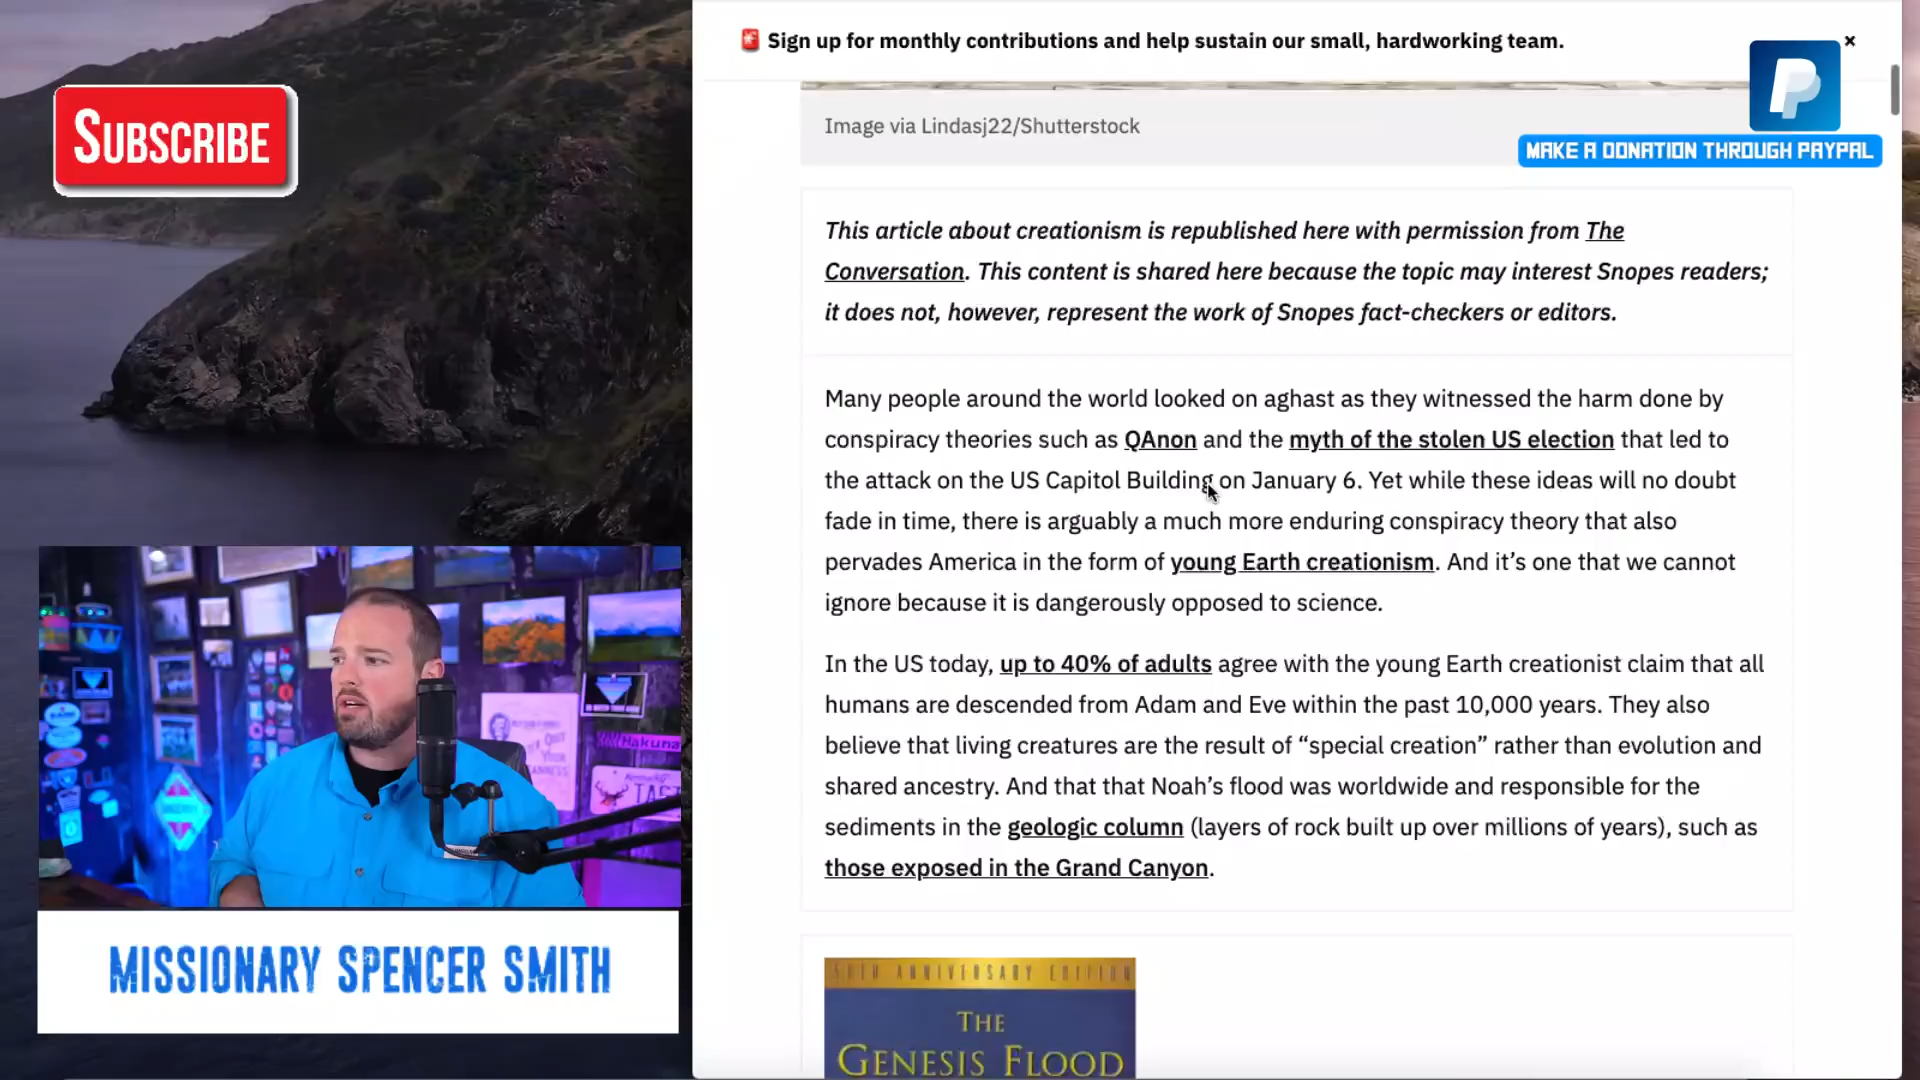 SUBSCRIBE
MISSIONARY SPENCER SMITH
🚨 Sign up for monthly contributions and help sustain our small, hardworking team.
×
MAKE A DONATION THROUGH PAYPAL
Image via Lindasj22/Shutterstock
This article about creationism is republished here with permission from The
Conversation. This content is shared here because the topic may interest Snopes readers;
it does not, however, represent the work of Snopes fact-checkers or editors.
Many people around the world looked on aghast as they witnessed the harm done by
conspiracy theories such as QAnon and the myth of the stolen US election that led to
the attack on the US Capitol Building on January 6. Yet while these ideas will no doubt
fade in time, there is arguably a much more enduring conspiracy theory that also
pervades America in the form of young Earth creationism. And it’s one that we cannot
ignore because it is dangerously opposed to science.
In the US today, up to 40% of adults agree with the young Earth creationist claim that all
humans are descended from Adam and Eve within the past 10,000 years. They also
believe that living creatures are the result of “special creation” rather than evolution and
shared ancestry. And that that Noah’s flood was worldwide and responsible for the
sediments in the geologic column (layers of rock built up over millions of years), such as
those exposed in the Grand Canyon.
50TH ANNIVERSARY EDITION
THE
GENESIS FLOOD